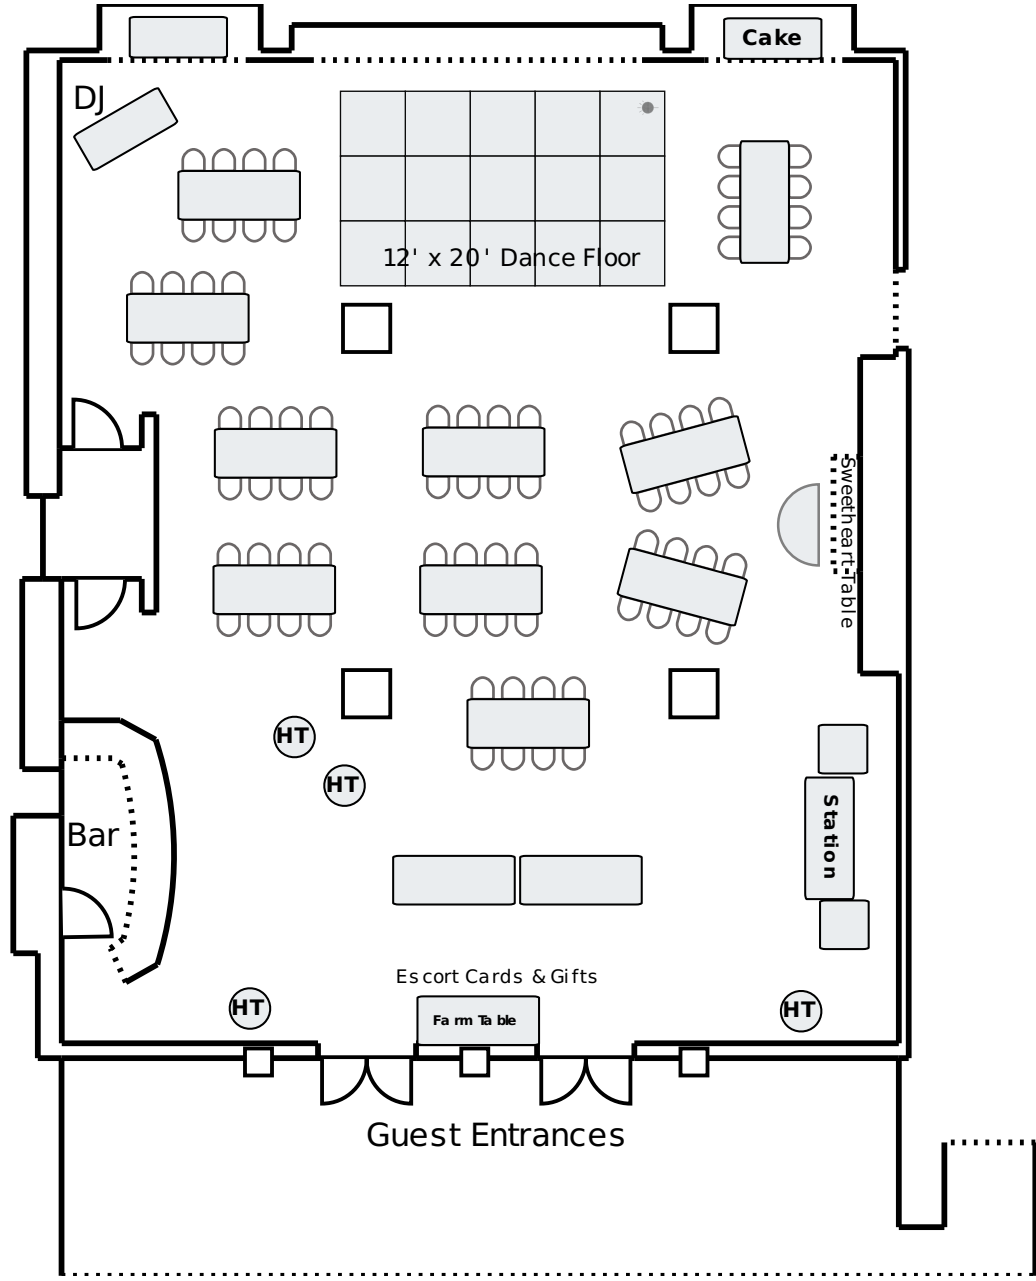 Cake
DJ
12' x 20' Dance Floor
Sweetheart Table
HT
HT
Bar
Station
Escort Cards & Gifts
HT
Farm Table
HT
Guest Entrances